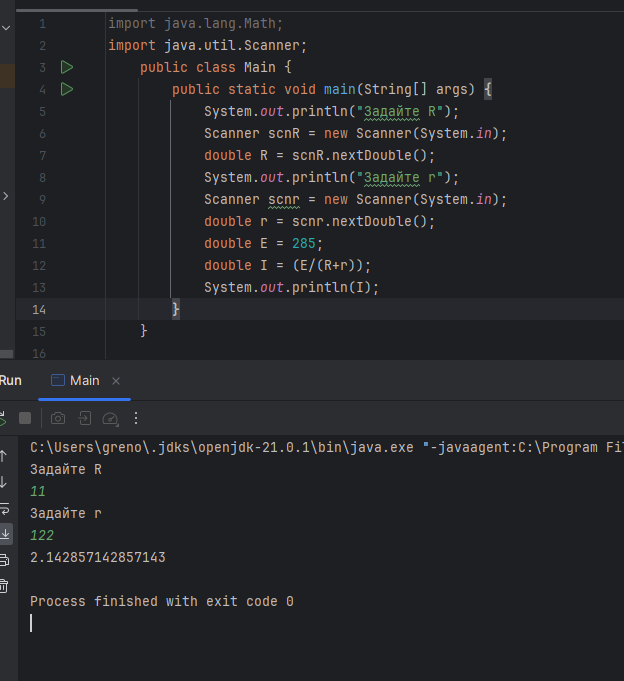 1 import java.lang.Math;
2 import java.util.Scanner;
3 public class Main {
4 public static void main(String[] args) {
5 System.out.println("Задайте R");
6 Scanner scnR = new Scanner(System.in);
7 double R = scnR.nextDouble();
8 System.out.println("Задайте r");
9 Scanner scnr = new Scanner(System.in);
10 double r = scnr.nextDouble();
11 double E = 285;
12 double I = (E/(R+r));
13 System.out.println(I);
14 }
15 }
16
Run Main ×
C:\Users\greno\.jdks\openjdk-21.0.1\bin\java.exe "-javaagent:C:\Program Fi
Задайте R
11
Задайте r
122
2.142857142857143
Process finished with exit code 0